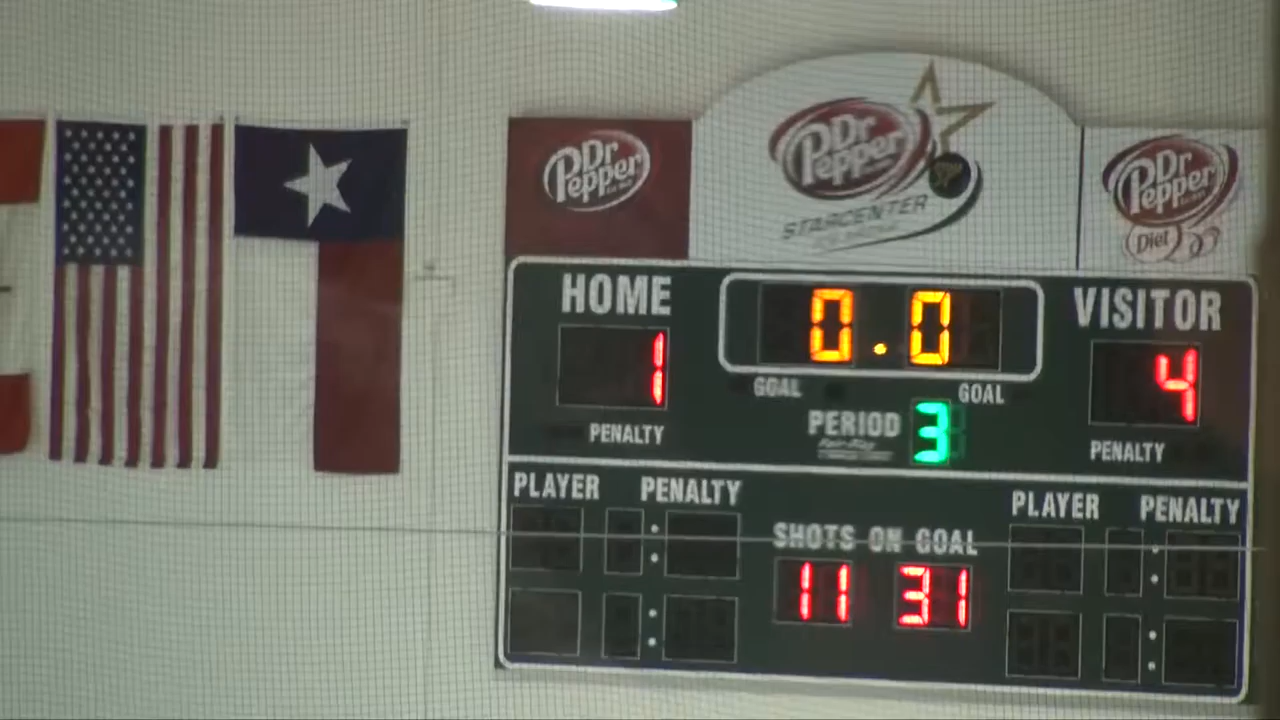 Dr Pepper
Dr Pepper
STARCENTER
Dr Pepper
Diet
HOME
0.0
VISITOR
1
4
GOAL
GOAL
PERIOD 3
PENALTY
PENALTY
PLAYER PENALTY
PLAYER PENALTY
SHOTS ON GOAL
11 31